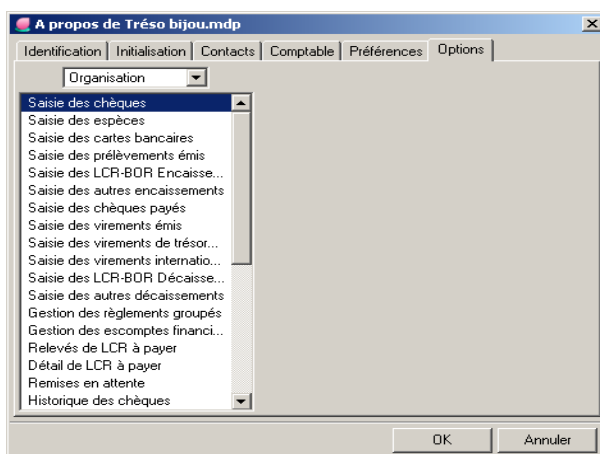 A propos de Tréso bijou.mdp
Identification Initialisation Contacts Comptable Préférences Options
Organisation
Saisie des chèques
Saisie des espèces
Saisie des cartes bancaires
Saisie des prélèvements émis
Saisie des LCR-BOR Encaisse...
Saisie des autres encaissements
Saisie des chèques payés
Saisie des virements émis
Saisie des virements de trésor...
Saisie des virements internatio...
Saisie des LCR-BOR Décaisse...
Saisie des autres décaissements
Gestion des règlements groupés
Gestion des escomptes financi...
Relevés de LCR à payer
Détail de LCR à payer
Remises en attente
Historique des chèques
OK Annuler